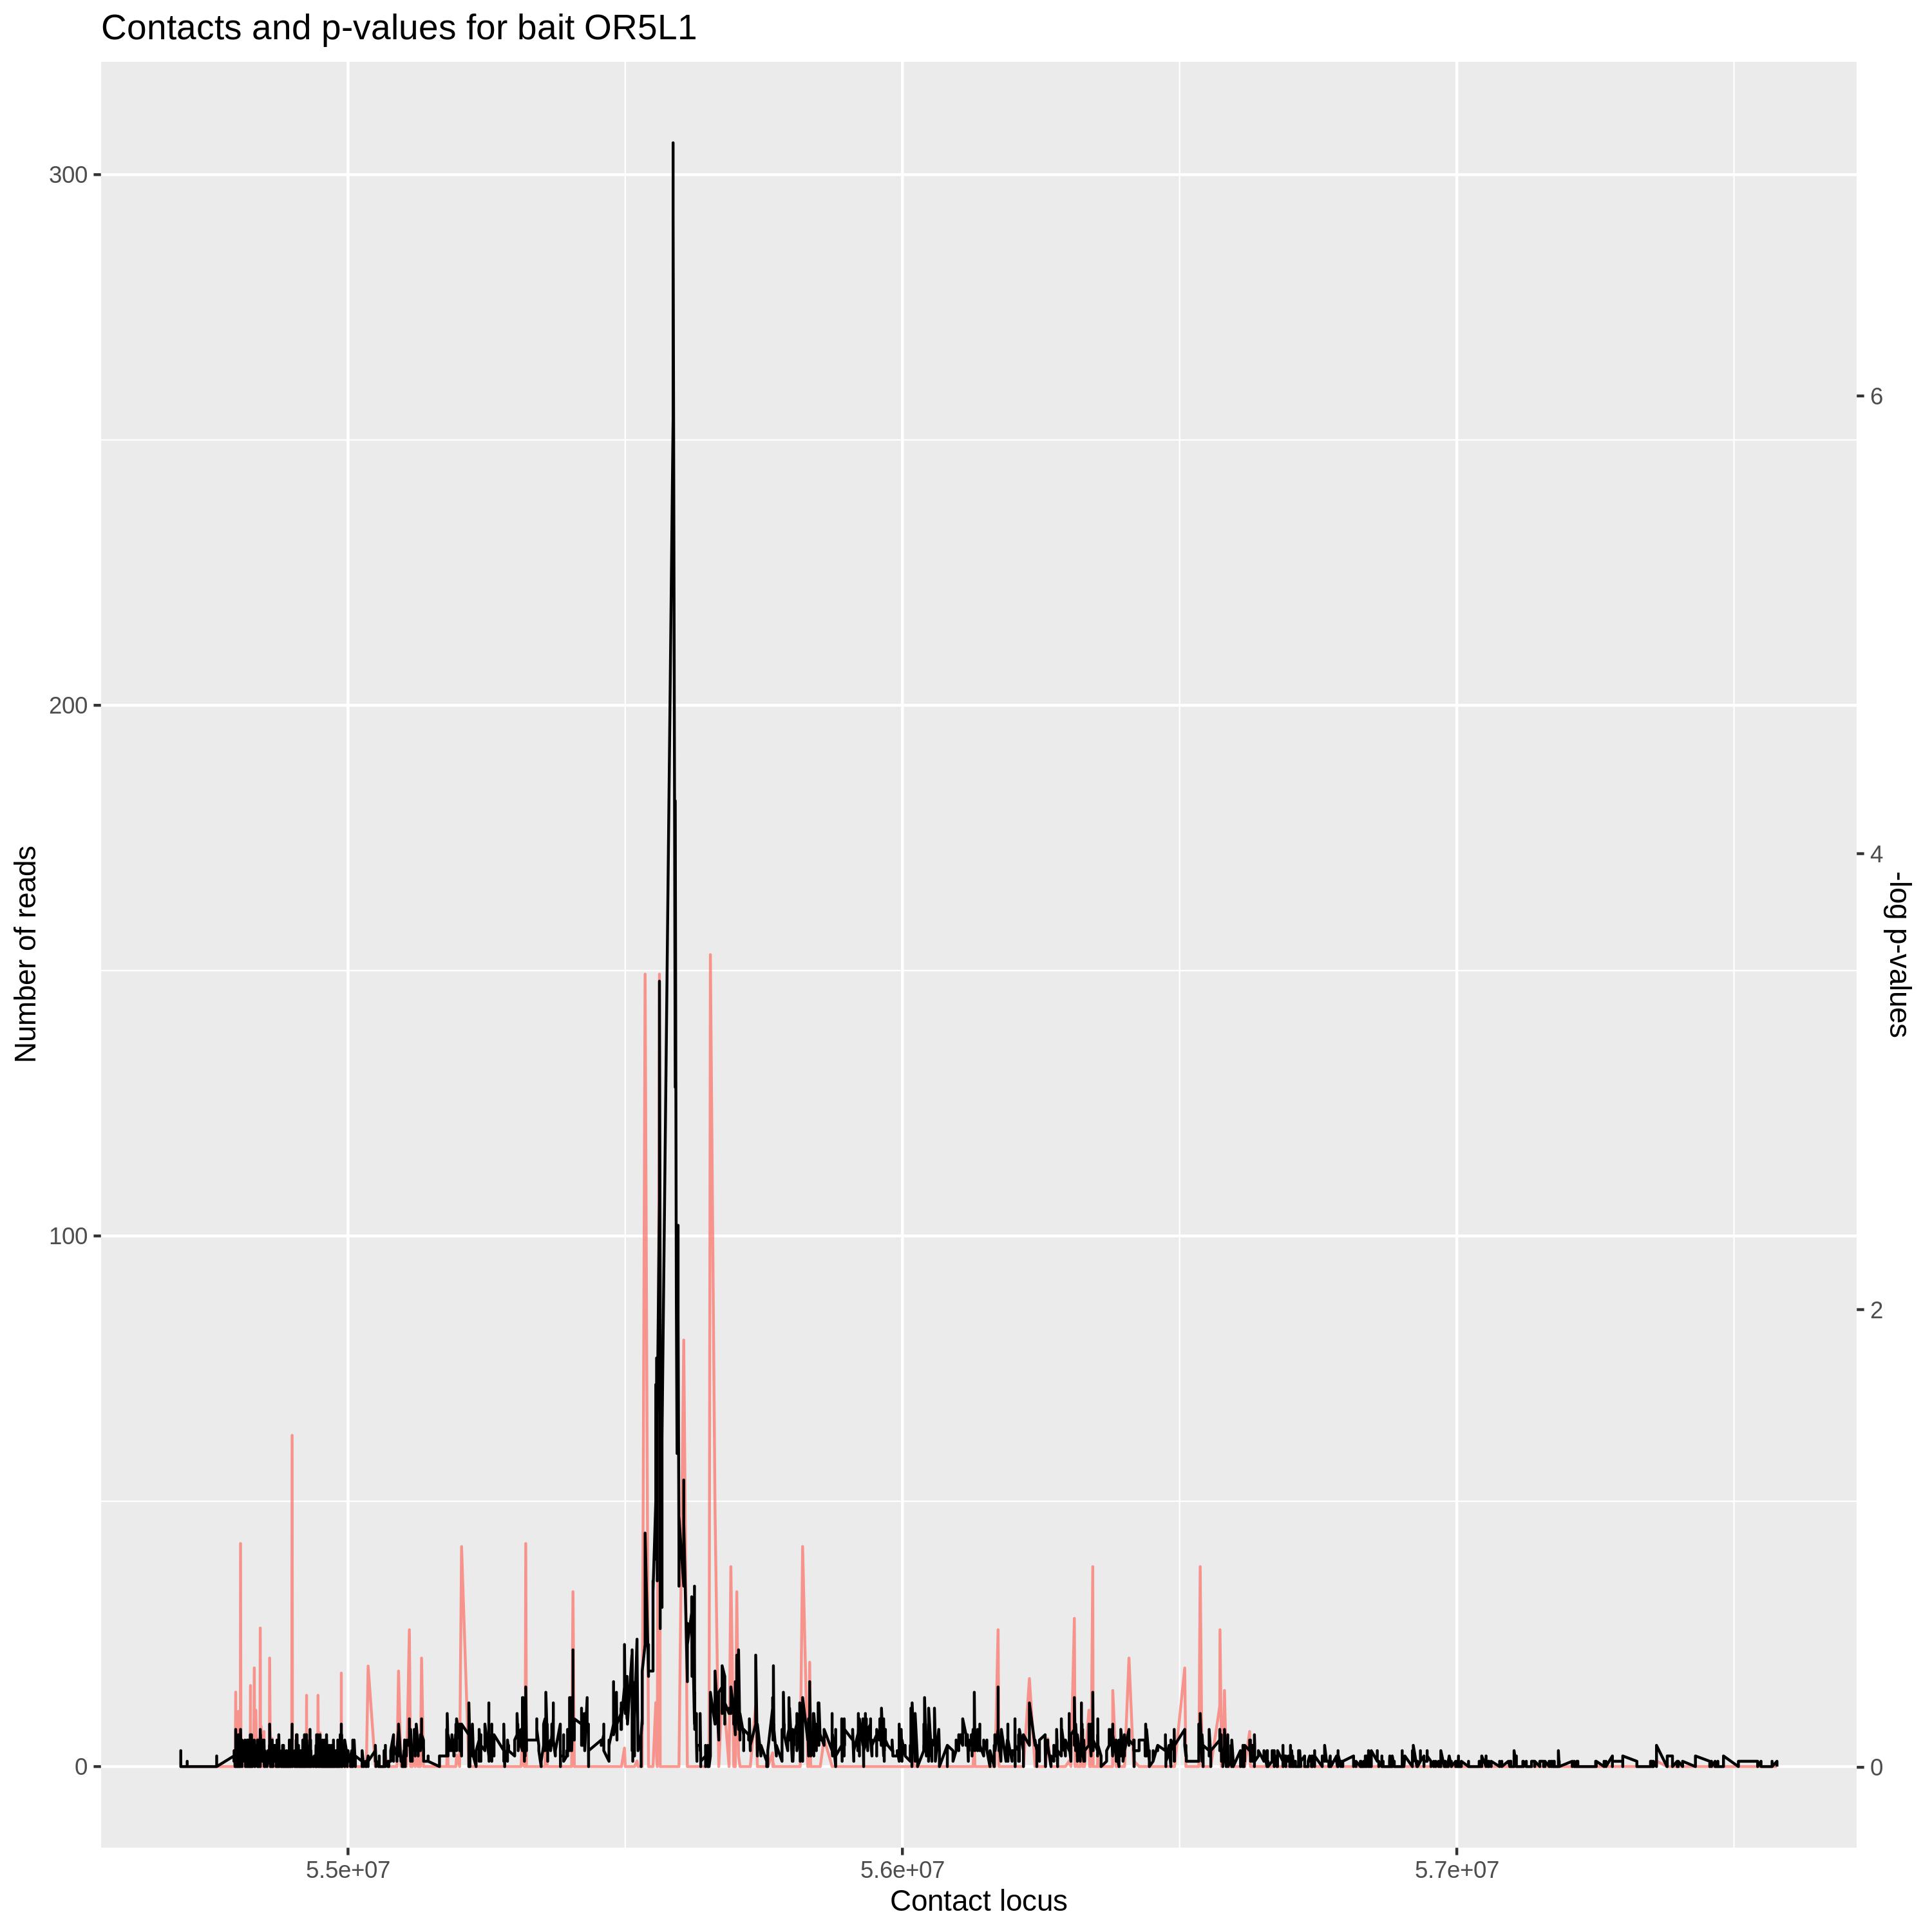 Contacts and p-values for bait OR5L1
300
200
100
0
Number of reads
6
4
2
0
-log p-values
5.5e+07
5.6e+07
5.7e+07
Contact locus